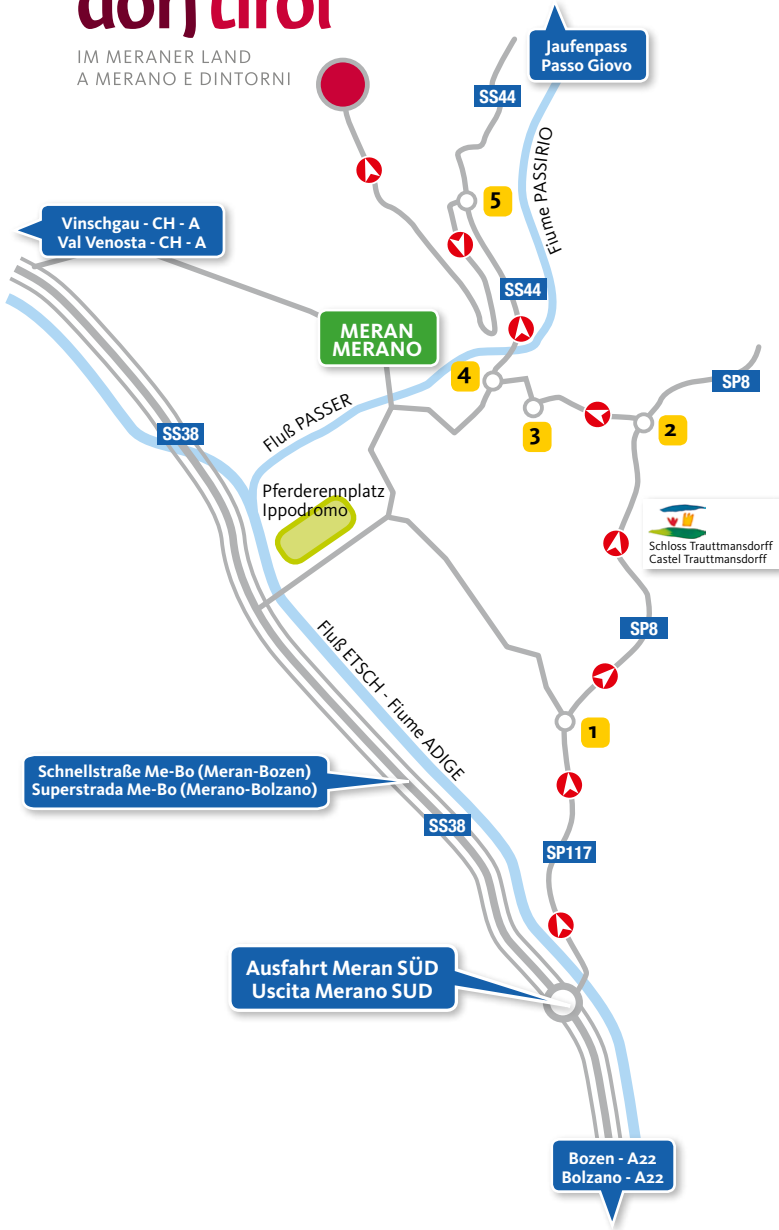 dorf tirol
IM MERANER LAND
A MERANO E DINTORNI
Jaufenpass
Passo Giovo
SS44
Fiume PASSIRIO
5
Vinschgau - CH - A
Val Venosta - CH - A
SS44
MERAN
MERANO
4
SP8
Fluß PASSER
3
2
SS38
Pferderennplatz
Ippodromo
Schloss Trauttmansdorff
Castel Trauttmansdorff
SP8
Fluß ETSCH - Fiume ADIGE
1
Schnellstraße Me-Bo (Meran-Bozen)
Superstrada Me-Bo (Merano-Bolzano)
SS38
SP117
Ausfahrt Meran SÜD
Uscita Merano SUD
Bozen - A22
Bolzano - A22